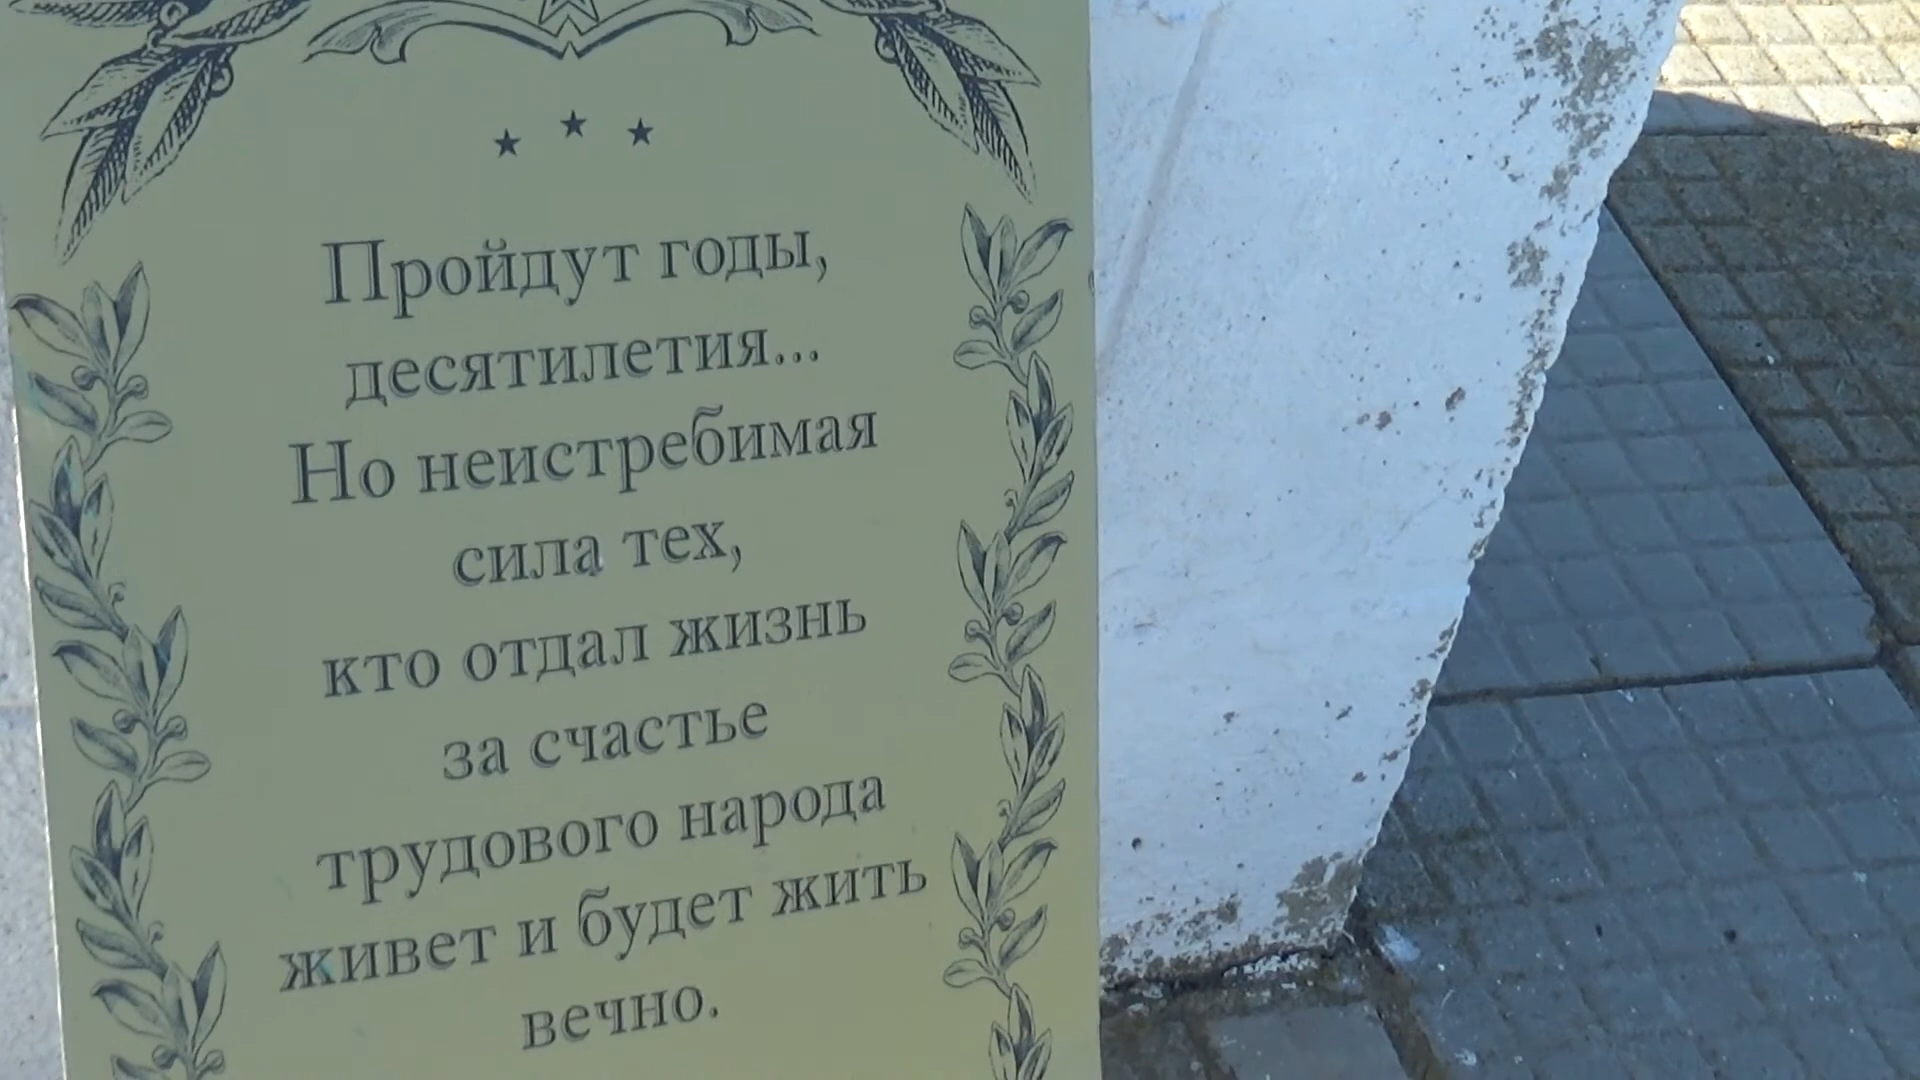 Пройдут годы,
десятилетия...
Но неистребимая
сила тех,
кто отдал жизнь
за счастье
трудового народа
живет и будет жить
вечно.